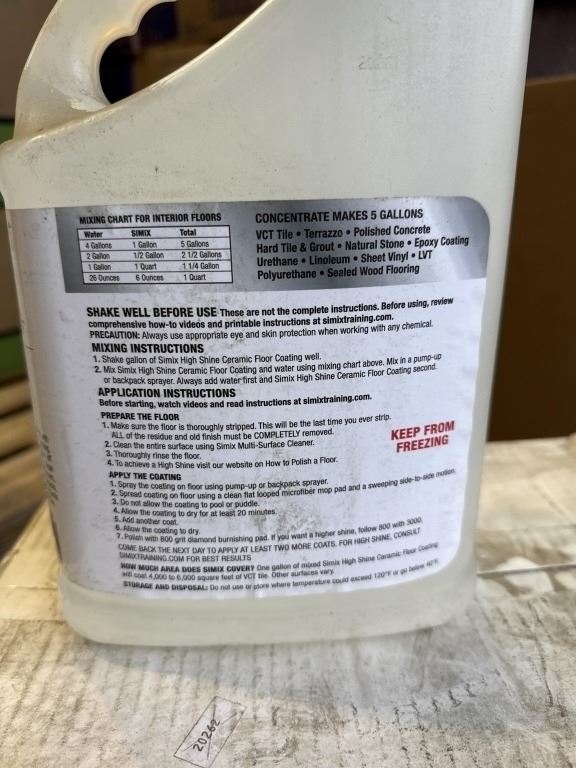 MIXING CHART FOR INTERIOR FLOORS
Water SIMIX Total
4 Gallons 1 Gallon 5 Gallons
2 Gallon 1/2 Gallon 2 1/2 Gallons
1 Gallon 1 Quart 1 1/4 Gallon
26 Ounces 6 Ounces 1 Quart
CONCENTRATE MAKES 5 GALLONS
VCT Tile • Terrazzo • Polished Concrete
Hard Tile & Grout • Natural Stone • Epoxy Coating
Urethane • Linoleum • Sheet Vinyl • LVT
Polyurethane • Sealed Wood Flooring
SHAKE WELL BEFORE USE These are not the complete instructions. Before using, review
comprehensive how-to videos and printable instructions at simixtraining.com.
PRECAUTION: Always use appropriate eye and skin protection when working with any chemical.
MIXING INSTRUCTIONS
1. Shake gallon of Simix High Shine Ceramic Floor Coating well.
2. Mix Simix High Shine Ceramic Floor Coating and water using mixing chart above. Mix in a pump-up
or backpack sprayer. Always add water first and Simix High Shine Ceramic Floor Coating second.
APPLICATION INSTRUCTIONS
Before starting, watch videos and read instructions at simixtraining.com.
PREPARE THE FLOOR
1. Make sure the floor is thoroughly stripped. This will be the last time you ever strip.
ALL of the residue and old finish must be COMPLETELY removed.
2. Clean the entire surface using Simix Multi-Surface Cleaner.
3. Thoroughly rinse the floor.
4. To achieve a High Shine visit our website on How to Polish a Floor.
KEEP FROM
FREEZING
APPLY THE COATING
1. Spray the coating on floor using pump-up or backpack sprayer.
2. Spread coating on floor using a clean flat looped microfiber mop pad and a sweeping side-to-side motion.
3. Do not allow the coating to pool or puddle.
4. Allow the coating to dry for at least 20 minutes.
5. Add another coat.
6. Allow the coating to dry.
7. Polish with 800 grit diamond burnishing pad. If you want a higher shine, follow 800 with 3000.
COME BACK THE NEXT DAY TO APPLY AT LEAST TWO MORE COATS. FOR HIGH SHINE, CONSULT
SIMIXTRAINING.COM FOR BEST RESULTS
HOW MUCH AREA DOES SIMIX COVER? One gallon of mixed Simix High Shine Ceramic Floor Coating
will coat 4,000 to 6,000 square feet of VCT tile. Other surfaces vary.
STORAGE AND DISPOSAL: Do not use or store where temperature could exceed 120°F or go below 40°F.
20262